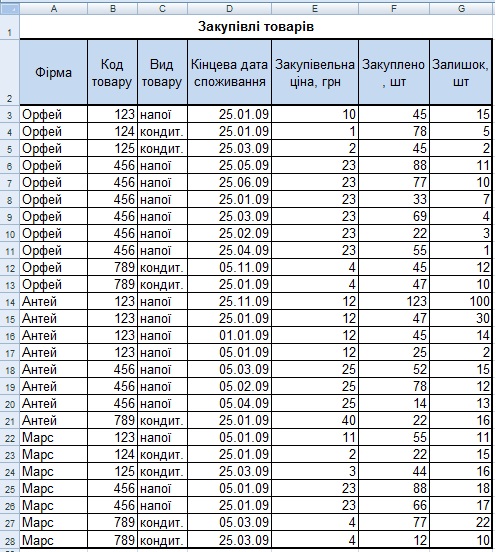 A B C D E F G
1 Закупівлі товарів
2 Фірма Код товару Вид товару Кінцева дата споживання Закупівельна ціна, грн Закуплено , шт Залишок, шт
3 Орфей 123 напої 25.01.09 10 45 15
4 Орфей 124 кондит. 25.01.09 1 78 5
5 Орфей 125 кондит. 25.03.09 2 45 2
6 Орфей 456 напої 25.05.09 23 88 11
7 Орфей 456 напої 25.06.09 23 77 10
8 Орфей 456 напої 25.01.09 23 33 7
9 Орфей 456 напої 25.03.09 23 69 4
10 Орфей 456 напої 25.02.09 23 22 3
11 Орфей 456 напої 25.04.09 23 55 1
12 Орфей 789 кондит. 05.11.09 4 45 12
13 Орфей 789 кондит. 25.01.09 4 47 10
14 Антей 123 напої 25.11.09 12 123 100
15 Антей 123 напої 25.01.09 12 47 30
16 Антей 123 напої 01.01.09 12 45 14
17 Антей 123 напої 05.01.09 12 25 2
18 Антей 456 напої 05.03.09 25 52 15
19 Антей 456 напої 05.02.09 25 78 12
20 Антей 456 напої 05.04.09 25 14 13
21 Антей 789 кондит. 25.01.09 40 22 16
22 Марс 123 напої 05.01.09 11 55 11
23 Марс 124 кондит. 25.01.09 2 22 15
24 Марс 125 кондит. 25.03.09 3 44 16
25 Марс 456 напої 05.01.09 23 88 18
26 Марс 456 напої 25.01.09 23 66 17
27 Марс 789 кондит. 05.03.09 4 77 22
28 Марс 789 кондит. 05.03.09 4 12 10